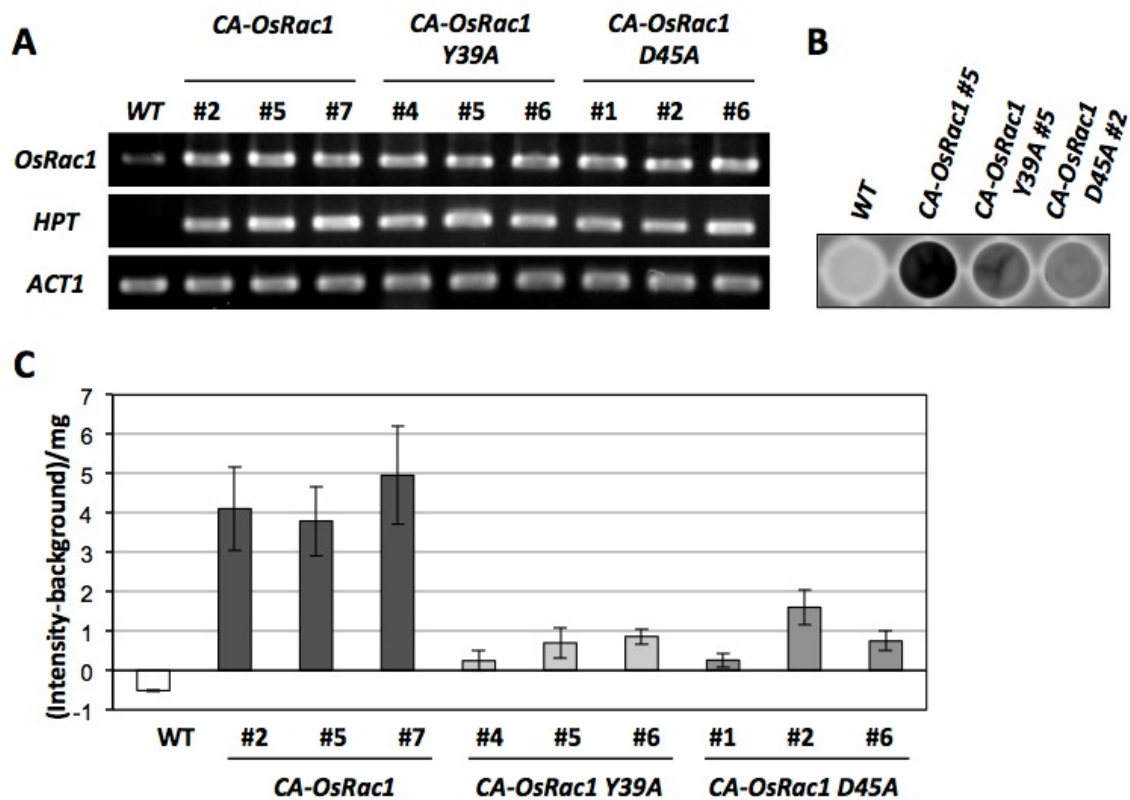 A
CA-OsRac1
CA-OsRac1 Y39A
CA-OsRac1 D45A
WT #2 #5 #7 #4 #5 #6 #1 #2 #6
OsRac1
HPT
ACT1
B
WT
CA-OsRac1 #5
CA-OsRac1 Y39A #5
CA-OsRac1 D45A #2
C
(Intensity-background)/mg
7
6
5
4
3
2
1
0
-1
WT #2 #5 #7 #4 #5 #6 #1 #2 #6
CA-OsRac1 CA-OsRac1 Y39A CA-OsRac1 D45A